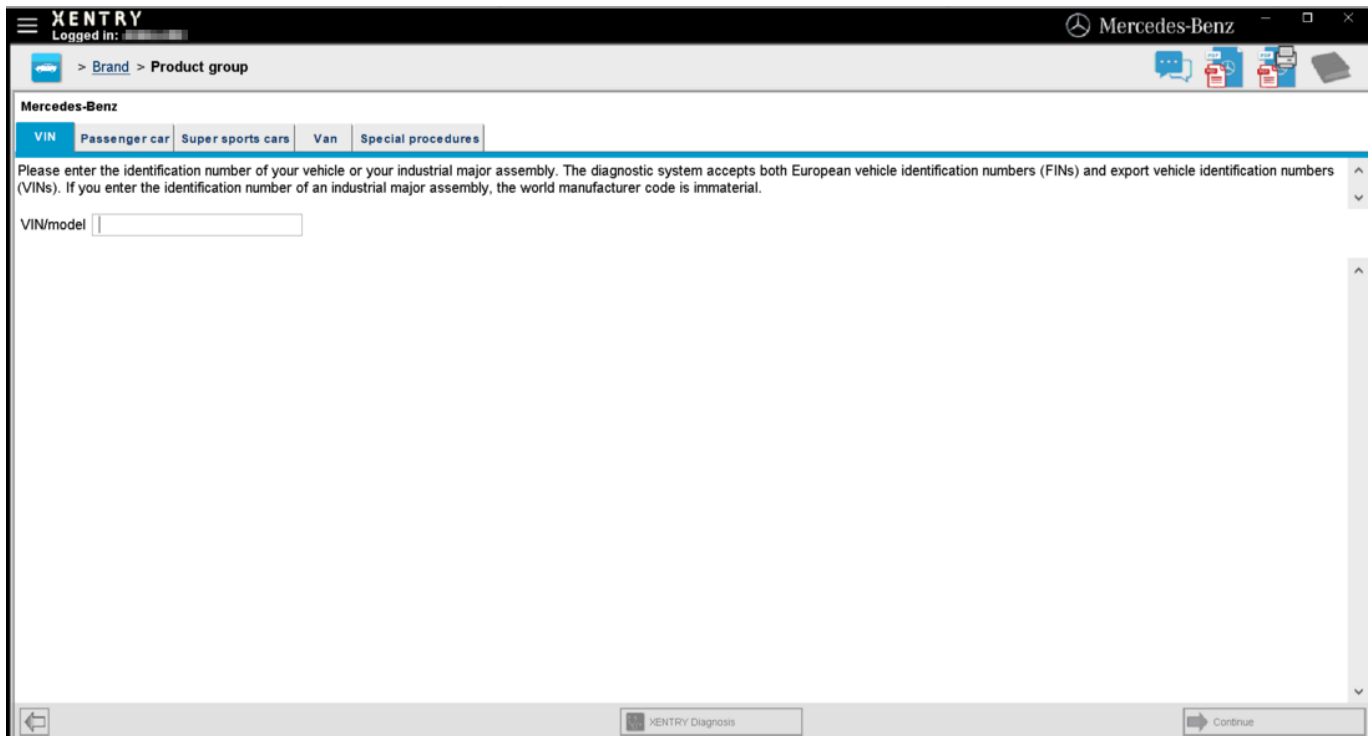 XENTRY
Logged in:
Mercedes-Benz
> Brand > Product group
Mercedes-Benz
VIN
Passenger car
Super sports cars
Van
Special procedures
Please enter the identification number of your vehicle or your industrial major assembly. The diagnostic system accepts both European vehicle identification numbers (FINs) and export vehicle identification numbers
(VINs). If you enter the identification number of an industrial major assembly, the world manufacturer code is immaterial.
VIN/model
XENTRY Diagnosis
Continue